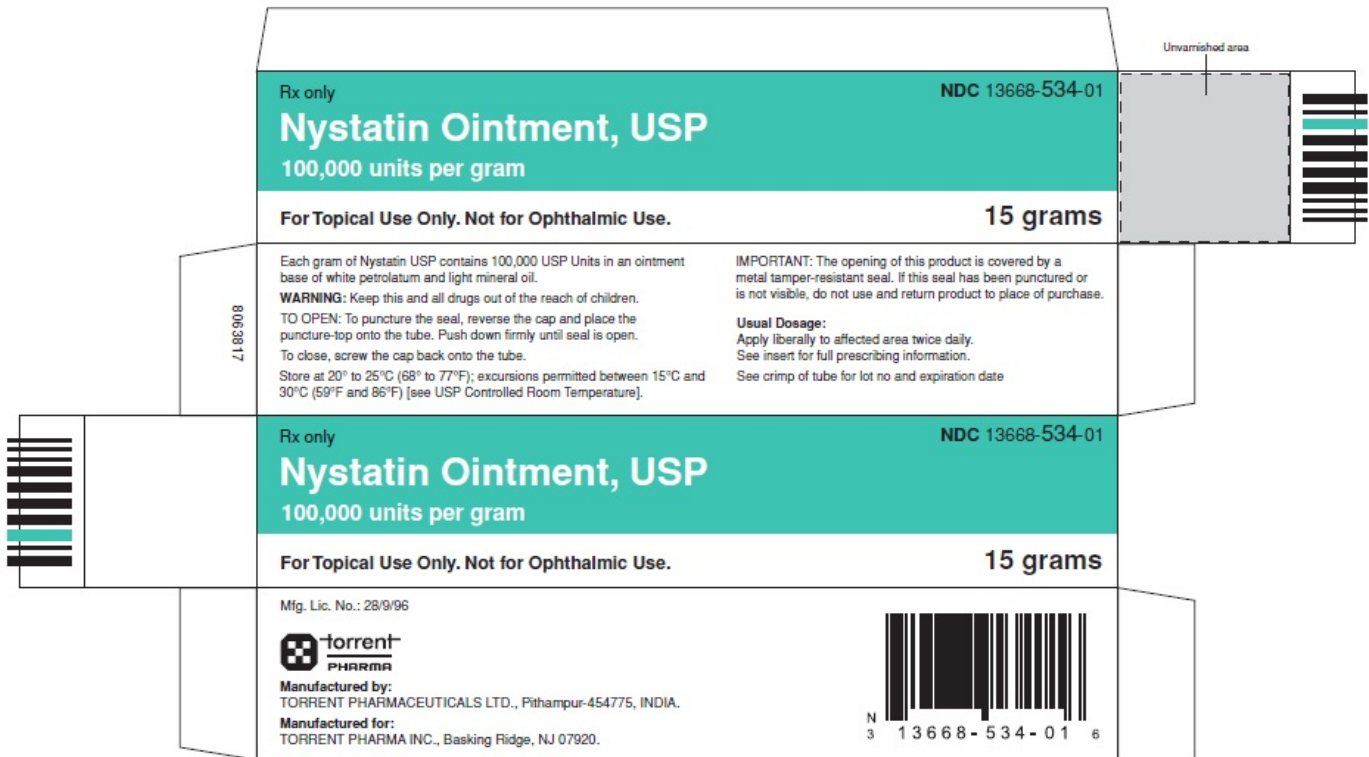 Unvarnished area
Rx only
NDC 13668-534-01
Nystatin Ointment, USP
100,000 units per gram
For Topical Use Only. Not for Ophthalmic Use.
15 grams
Each gram of Nystatin USP contains 100,000 USP Units in an ointment
base of white petrolatum and light mineral oil.
WARNING: Keep this and all drugs out of the reach of children.
TO OPEN: To puncture the seal, reverse the cap and place the
puncture-top onto the tube. Push down firmly until seal is open.
To close, screw the cap back onto the tube.
Store at 20° to 25°C (68° to 77°F); excursions permitted between 15°C and
30°C (59°F and 86°F) [see USP Controlled Room Temperature].
IMPORTANT: The opening of this product is covered by a
metal tamper-resistant seal. If this seal has been punctured or
is not visible, do not use and return product to place of purchase.
Usual Dosage:
Apply liberally to affected area twice daily.
See insert for full prescribing information.
See crimp of tube for lot no and expiration date
8063817
Rx only
NDC 13668-534-01
Nystatin Ointment, USP
100,000 units per gram
For Topical Use Only. Not for Ophthalmic Use.
15 grams
Mfg. Lic. No.: 28/9/96
torrent
PHARMA
Manufactured by:
TORRENT PHARMACEUTICALS LTD., Pithampur-454775, INDIA.
Manufactured for:
TORRENT PHARMA INC., Basking Ridge, NJ 07920.
N
3 13668-534-01 6